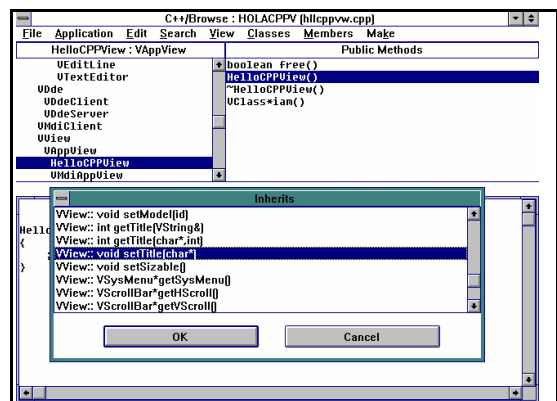 C++/Browse : HOLACPPV (hllcppvw.cpp)
File Application Edit Search View Classes Members Make
HelloCPPView : VAppView
Public Methods
VEditLine
VTextEditor
VDde
VDdeClient
VDdeServer
VMdiClient
VView
VAppView
HelloCPPView
VMdiAppView
boolean free()
HelloCPPView()
~HelloCPPView()
VClass*iam()
Hello
{
}
Inherits
VView:: void setModel(id)
VView:: int getTitle(VString&)
VView:: int getTitle(char*,int)
VView:: void setTitle(char*)
VView:: void setSizable()
VView:: VSysMenu*getSysMenu()
VView:: VScrollBar*getHScroll()
VView:: VScrollBar*getVScroll()
OK
Cancel